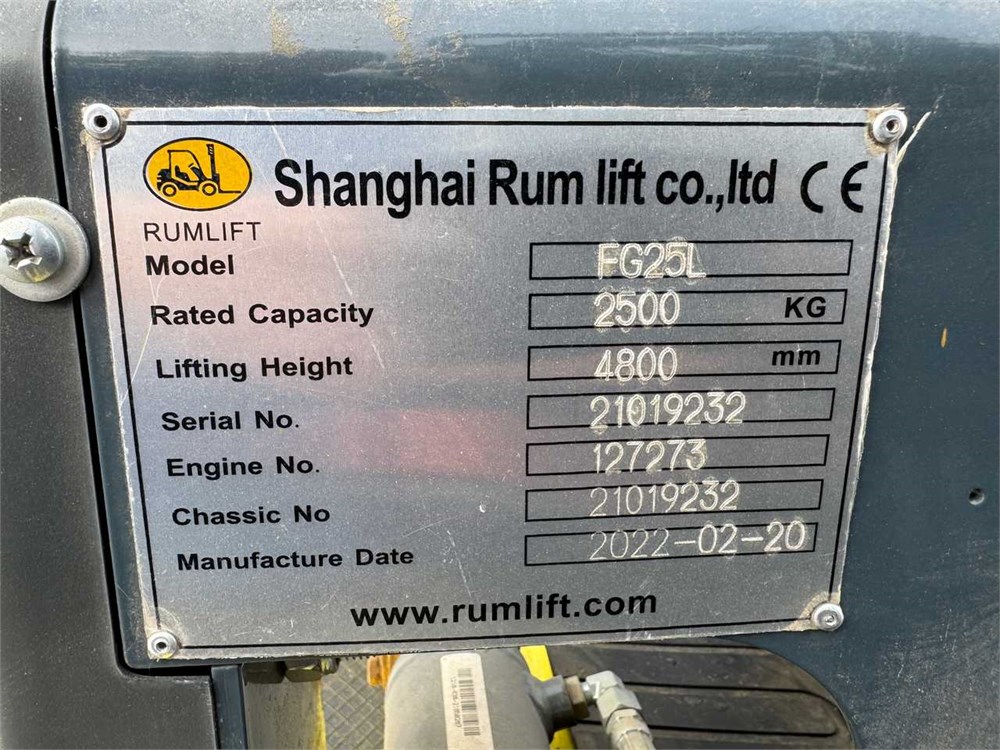 Shanghai Rum lift co.,ltd CE
RUMLIFT
Model FG25L
Rated Capacity 2500 KG
Lifting Height 4800 mm
Serial No. 21019232
Engine No. 127273
Chassic No 21019232
Manufacture Date 2022-02-20
www.rumlift.com